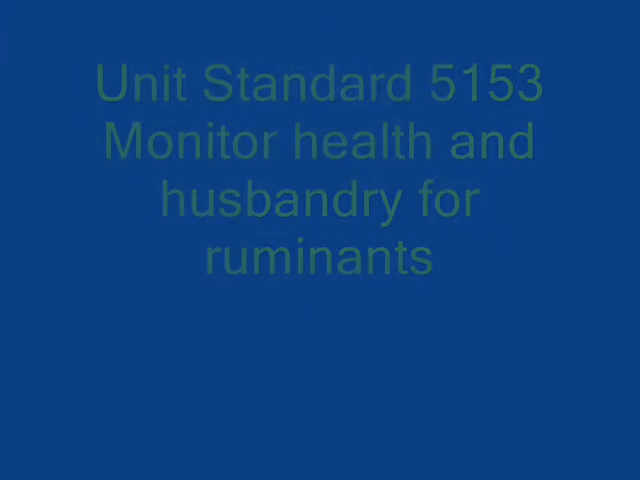 Unit Standard 5153
Monitor health and
husbandry for
ruminants